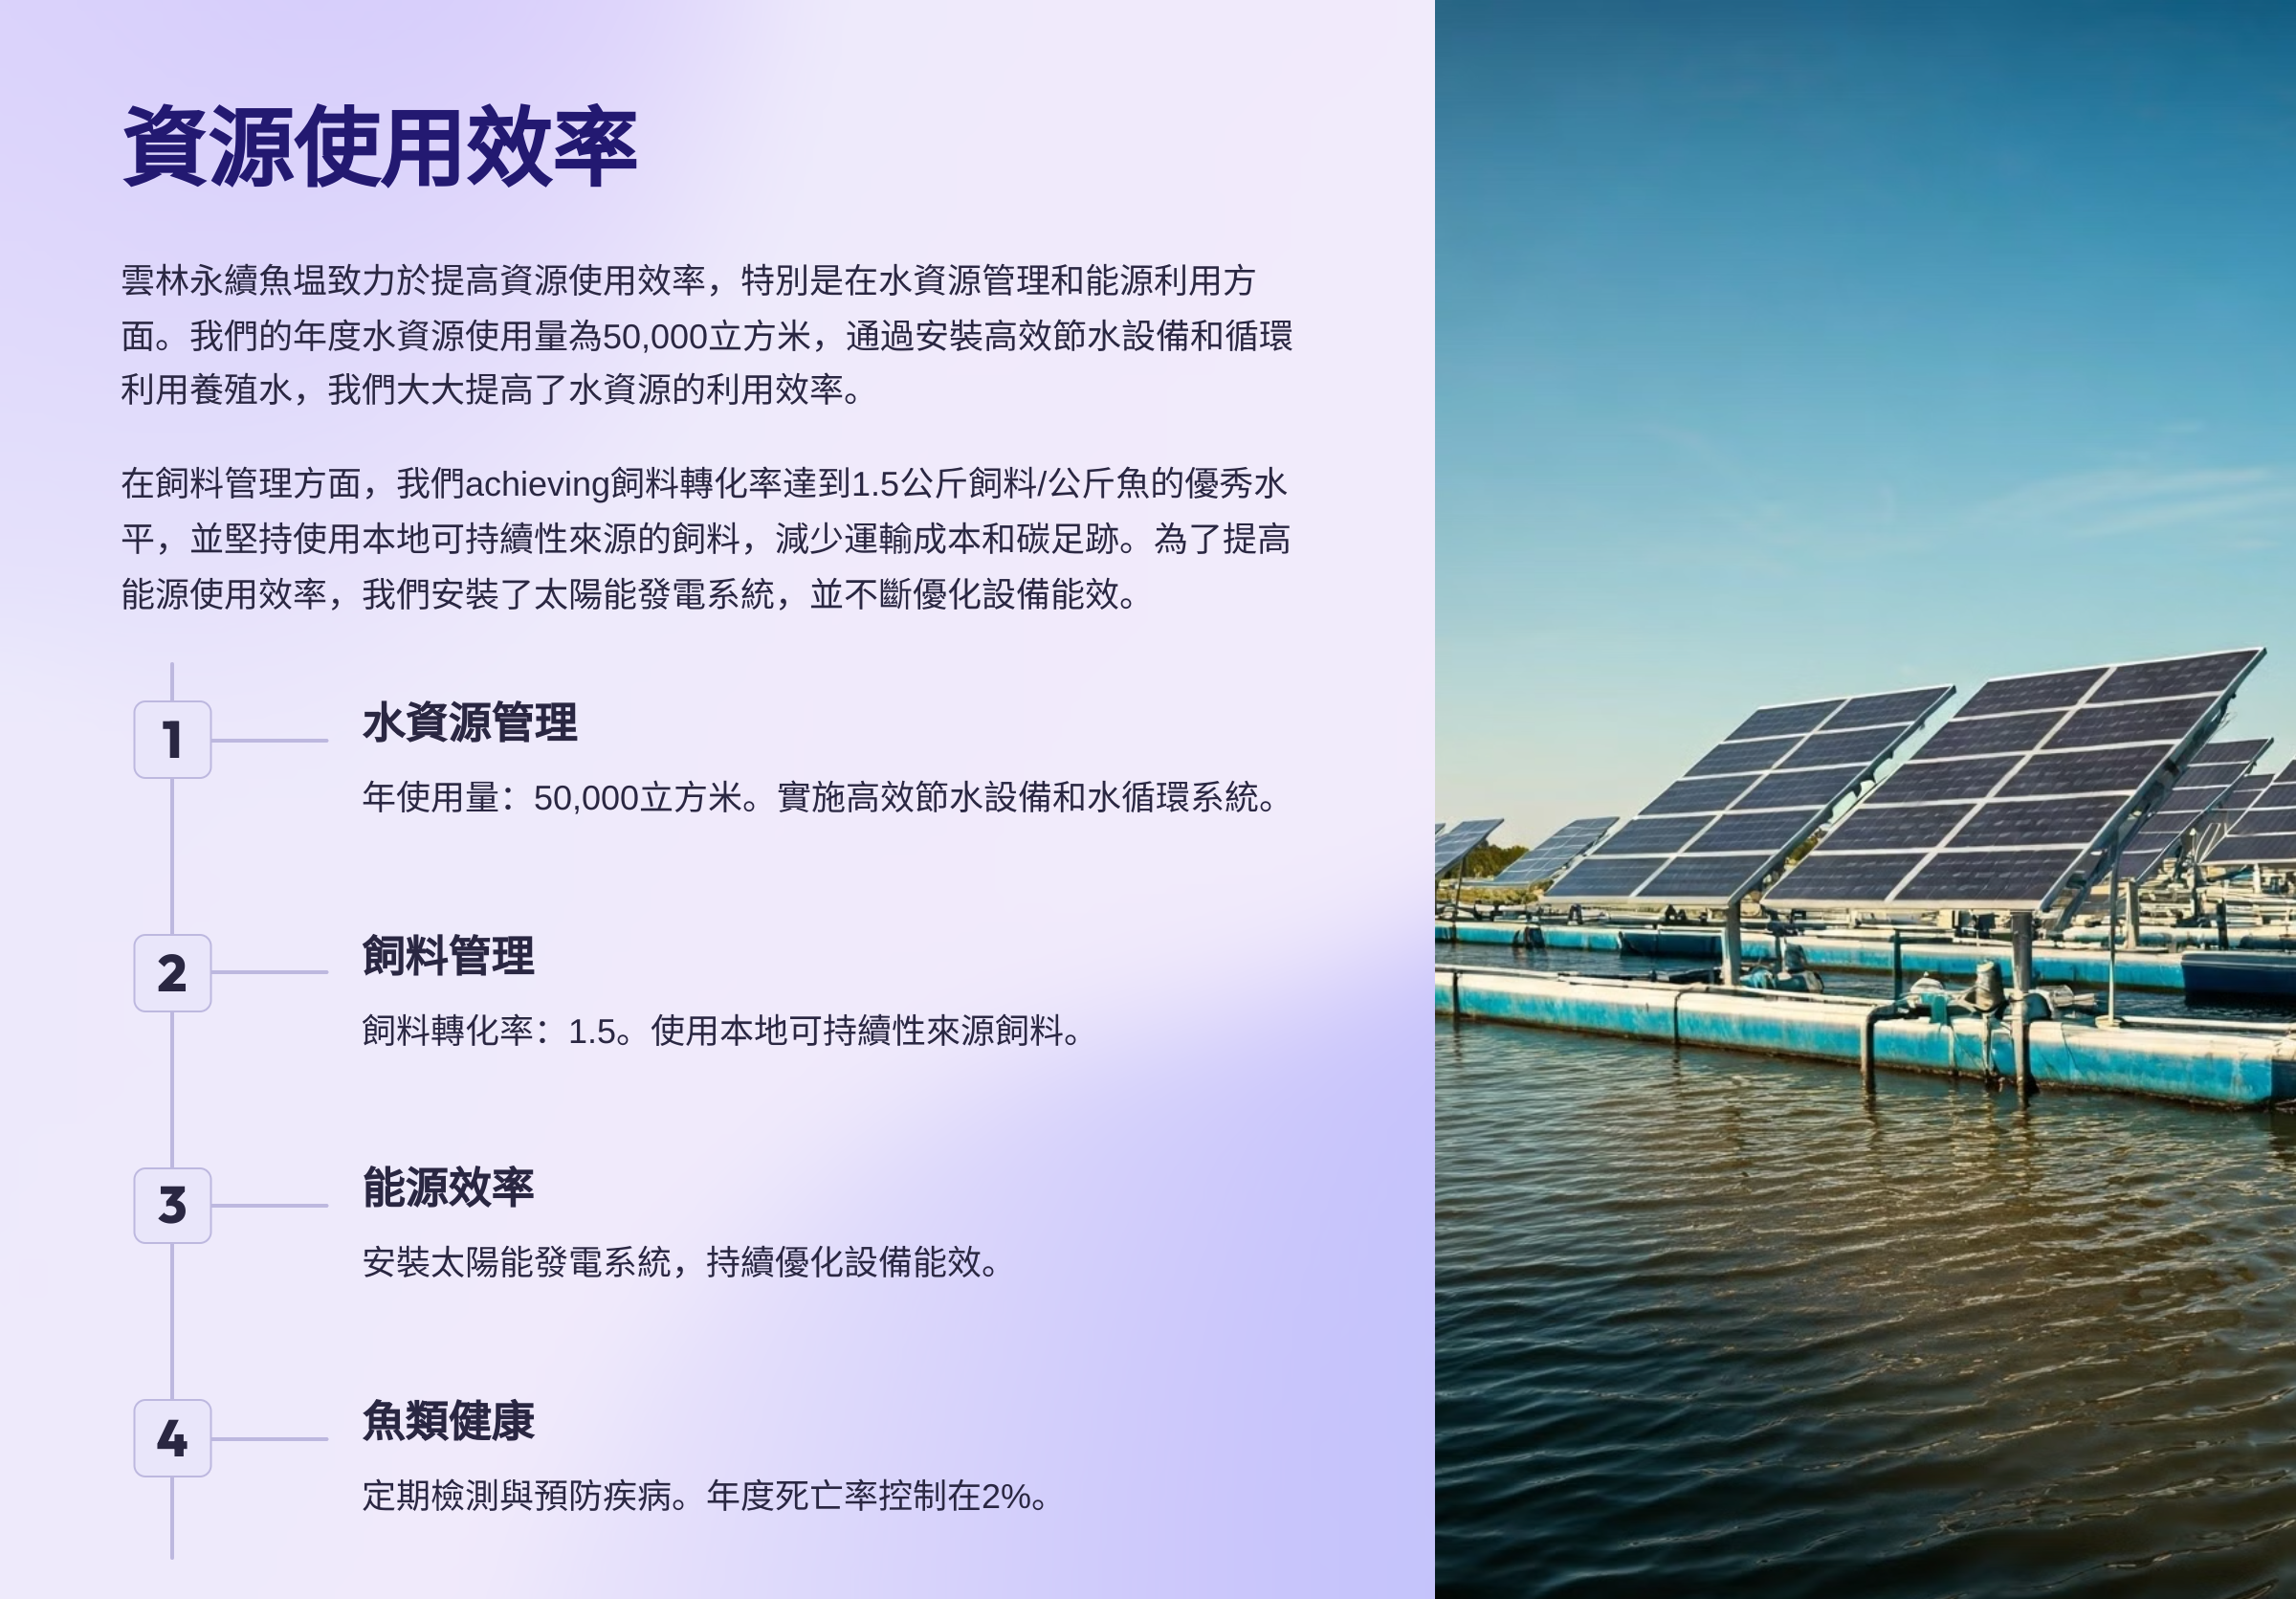 資源使用效率
雲林永續魚塭致力於提高資源使用效率，特別是在水資源管理和能源利用方
面。我們的年度水資源使用量為50,000立方米，通過安裝高效節水設備和循環
利用養殖水，我們大大提高了水資源的利用效率。
在飼料管理方面，我們achieving飼料轉化率達到1.5公斤飼料/公斤魚的優秀水
平，並堅持使用本地可持續性來源的飼料，減少運輸成本和碳足跡。為了提高
能源使用效率，我們安裝了太陽能發電系統，並不斷優化設備能效。
1
水資源管理
年使用量：50,000立方米。實施高效節水設備和水循環系統。
2
飼料管理
飼料轉化率：1.5。使用本地可持續性來源飼料。
3
能源效率
安裝太陽能發電系統，持續優化設備能效。
4
魚類健康
定期檢測與預防疾病。年度死亡率控制在2%。